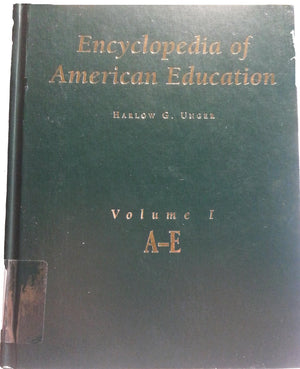 Encyclopedia of
American Education
HARLOW G. UNGER
Volume I
A–E